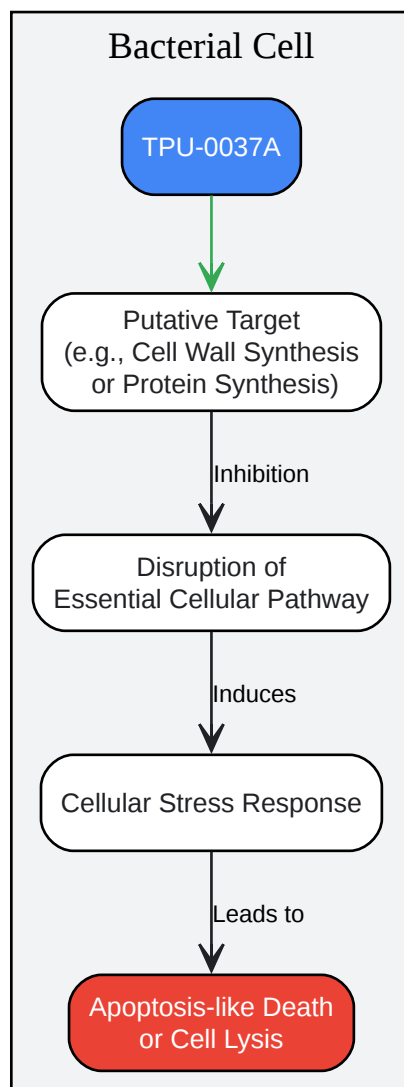 Bacterial Cell
TPU-0037A
Putative Target
(e.g., Cell Wall Synthesis
or Protein Synthesis)
Inhibition
Disruption of
Essential Cellular Pathway
Induces
Cellular Stress Response
Leads to
Apoptosis-like Death
or Cell Lysis